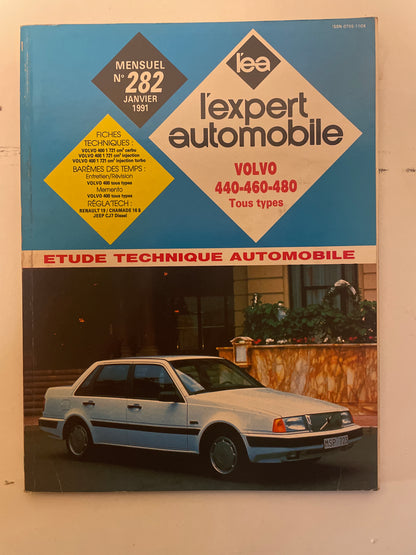 ISSN 0755-110X
MENSUEL
N° 282
JANVIER
1991
l'ea
l'expert
automobile
VOLVO
440-460-480
Tous types
FICHES
TECHNIQUES :
VOLVO 400 1 721 cm³ carbu
VOLVO 400 1 721 cm³ injection
VOLVO 400 1 721 cm³ injection turbo
BARÈMES DES TEMPS :
Entretien/Révision
VOLVO 400 tous types
Memento
VOLVO 400 tous types
RÉGLA'TECH :
RENAULT 19/CHAMADE 16 S
JEEP CJ7 Diesel
ETUDE TECHNIQUE AUTOMOBILE